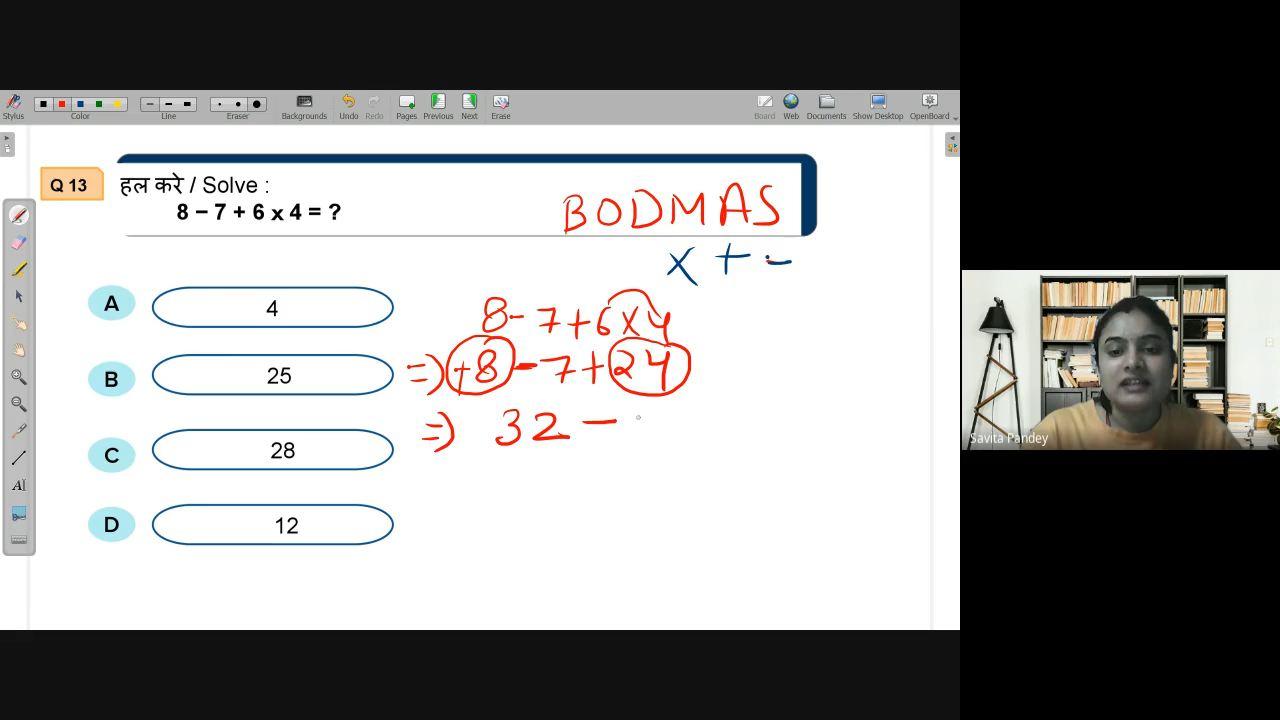 Stylus
Color
Line
Eraser
Backgrounds
Undo
Redo
Pages
Previous
Next
Erase
Board
Web
Documents
Show Desktop
OpenBoard
Q 13
हल करे / Solve :
8 − 7 + 6 x 4 = ?
BODMAS
x + -
A
4
B
25
C
28
D
12
8 - 7 + 6 x 4
=) +8 - 7 + 24
=) 32 -
AI
Savita Pandey